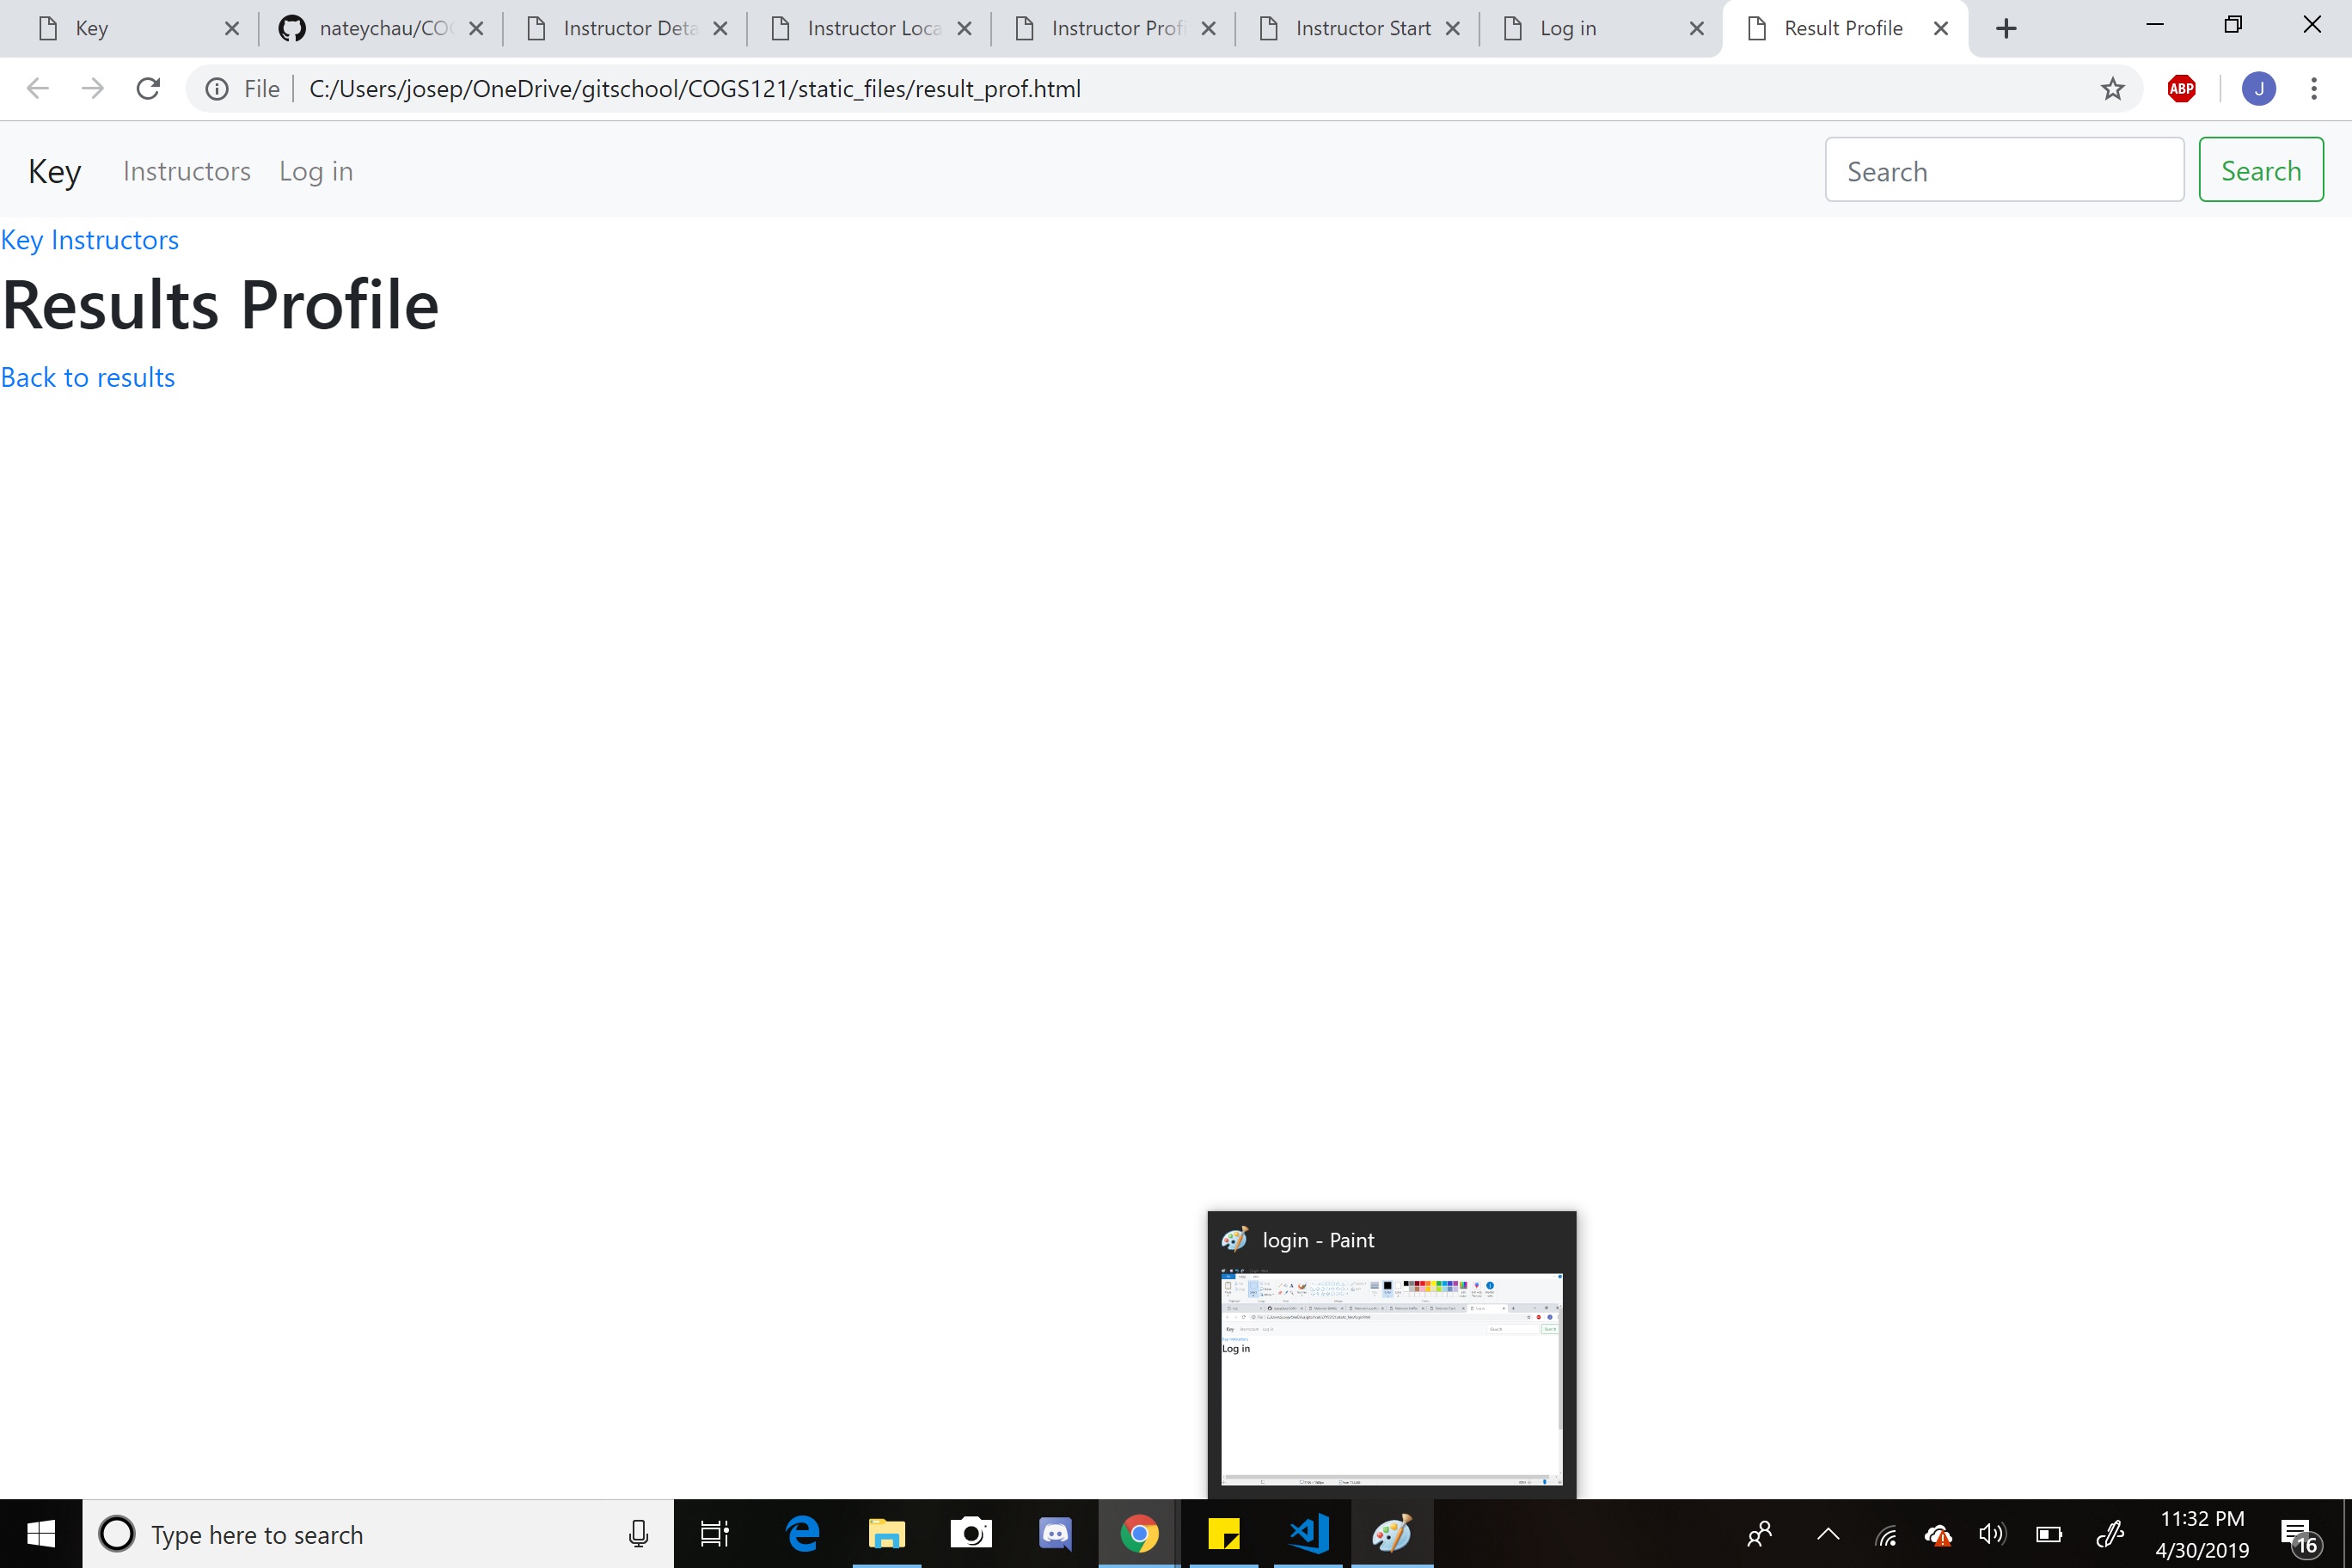 Key
nateychau/CO
Instructor Deta
Instructor Loca
Instructor Profi
Instructor Start
Log in
Result Profile
File
C:/Users/josep/OneDrive/gitschool/COGS121/static_files/result_prof.html
ABP
J
Key Instructors Log in
Search
Search
Key Instructors
Results Profile
Back to results
login - Paint
Log in
Type here to search
11:32 PM
4/30/2019
16